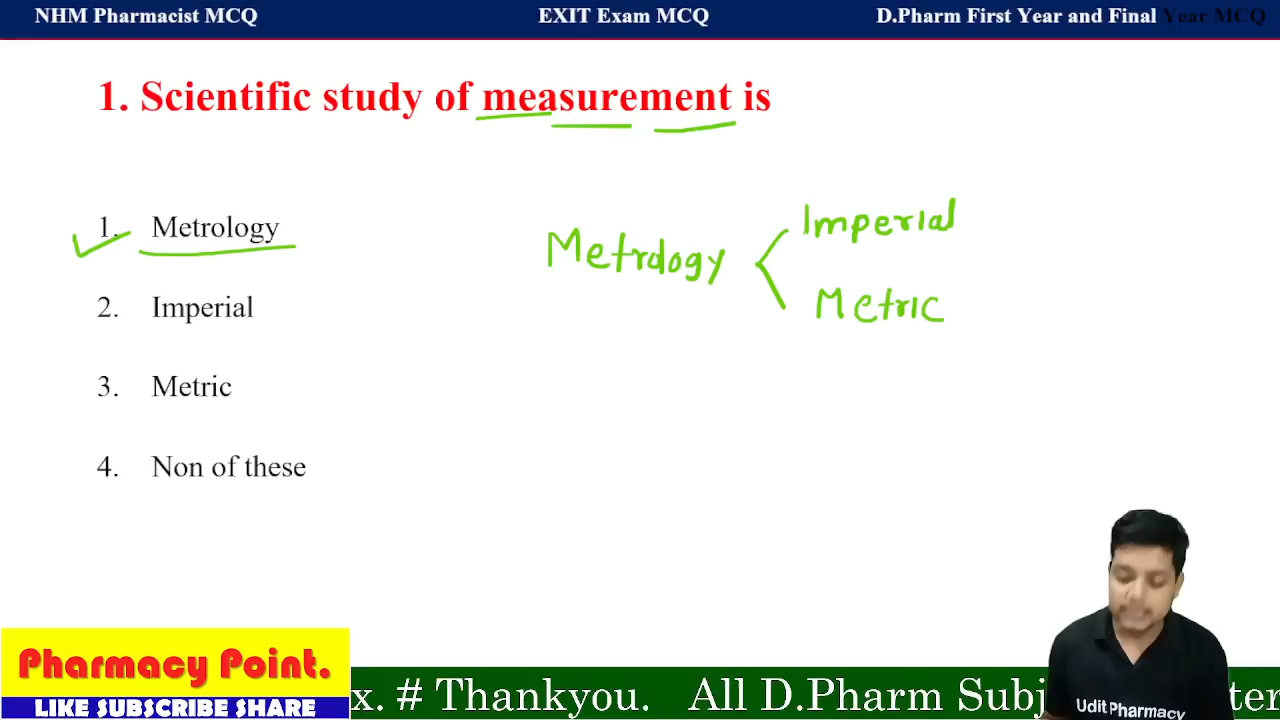 NHM Pharmacist MCQ EXIT Exam MCQ D.Pharm First Year and Final Year MCQ
1. Scientific study of measurement is
1. Metrology
2. Imperial
3. Metric
4. Non of these
Metrology
Imperial
Metric
Pharmacy Point.
LIKE SUBSCRIBE SHARE
x. # Thankyou. All D.Pharm Subj ter
Udit Pharmacy